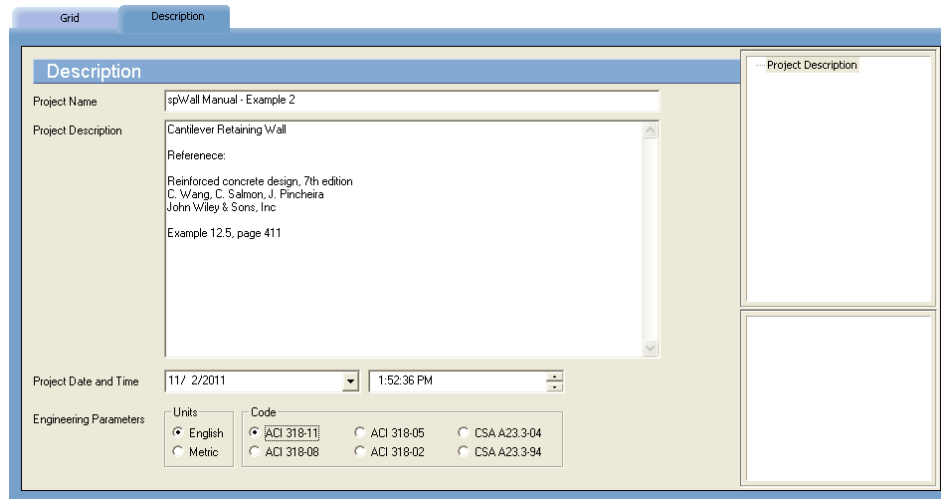 Grid
Description
Description
Project Description
Project Name
spWall Manual - Example 2
Project Description
Cantilever Retaining Wall
Referenece:
Reinforced concrete design, 7th edition
C. Wang, C. Salmon, J. Pincheira
John Wiley & Sons, Inc
Example 12.5, page 411
Project Date and Time
11/ 2/2011
1:52:36 PM
Engineering Parameters
Units
English
Metric
Code
ACI 318-11
ACI 318-05
CSA A23.3-04
ACI 318-08
ACI 318-02
CSA A23.3-94